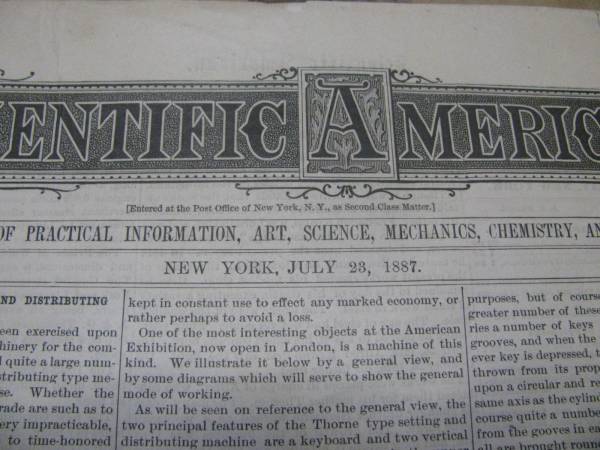 ENTIFIC AMERIC
[Entered at the Post Office of New York, N. Y., as Second Class Matter.]
OF PRACTICAL INFORMATION, ART, SCIENCE, MECHANICS, CHEMISTRY, AN
NEW YORK, JULY 23, 1887.
ND DISTRIBUTING
een exercised upon
hinery for the com-
l quite a large num-
stributing type me-
se. Whether the
rade are such as to
ery impracticable,
to time-honored
kept in constant use to effect any marked economy, or
rather perhaps to avoid a loss.
One of the most interesting objects at the American
Exhibition, now open in London, is a machine of this
kind. We illustrate it below by a general view, and
by some diagrams which will serve to show the general
mode of working.
As will be seen on reference to the general view, the
two principal features of the Thorne type setting and
distributing machine are a keyboard and two vertical
purposes, but of cours
greater number of these
ries a number of keys
grooves, and when the
ever key is depressed, t
thrown from its prop
upon a circular and re
same axis as the cylin
course quite a numbe
from the gooves in ea
all are brought roun